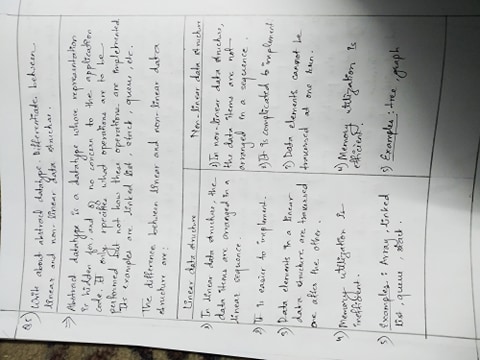 Q5) Write about abstract datatype. Differentiate between
linear and non-linear data structure.
→) Abstract datatype is a datatype whose representation
is hidden for, and of no concern to the application
code. It only specifies what operations are to be
performed but not how these operations are implemented
Its examples are linked list, stack, queue, etc.
The difference between linear and non-linear data
structure are:
Linear data structure
1) In linear data structure, the
data items are arranged in a
linear sequence.
2) It is easier to implement.
3) Data elements in a linear
data structure are traversed
one after the other.
4) Memory utilization is
inefficient.
5) Examples: Array, linked
list, queue, stack.
Non-linear data structure
1) In non-linear data structure,
the data items are not
arranged in a sequence.
2) It is complicated to implement
3) Data elements cannot be
traversed at one turn.
4) Memory utilization is
efficient.
5) Examples: tree, graph